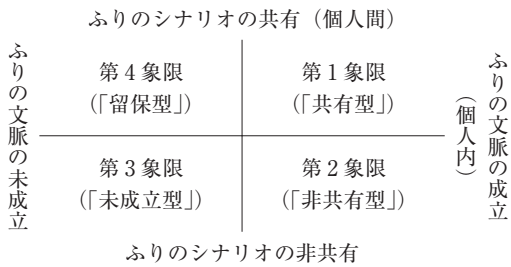 ふりのシナリオの共有（個人間）
ふりの文脈の未成立
第4象限
（「留保型」）
第1象限
（「共有型」）
第3象限
（「未成立型」）
第2象限
（「非共有型」）
ふりの文脈の成立
（個人内）
ふりのシナリオの非共有